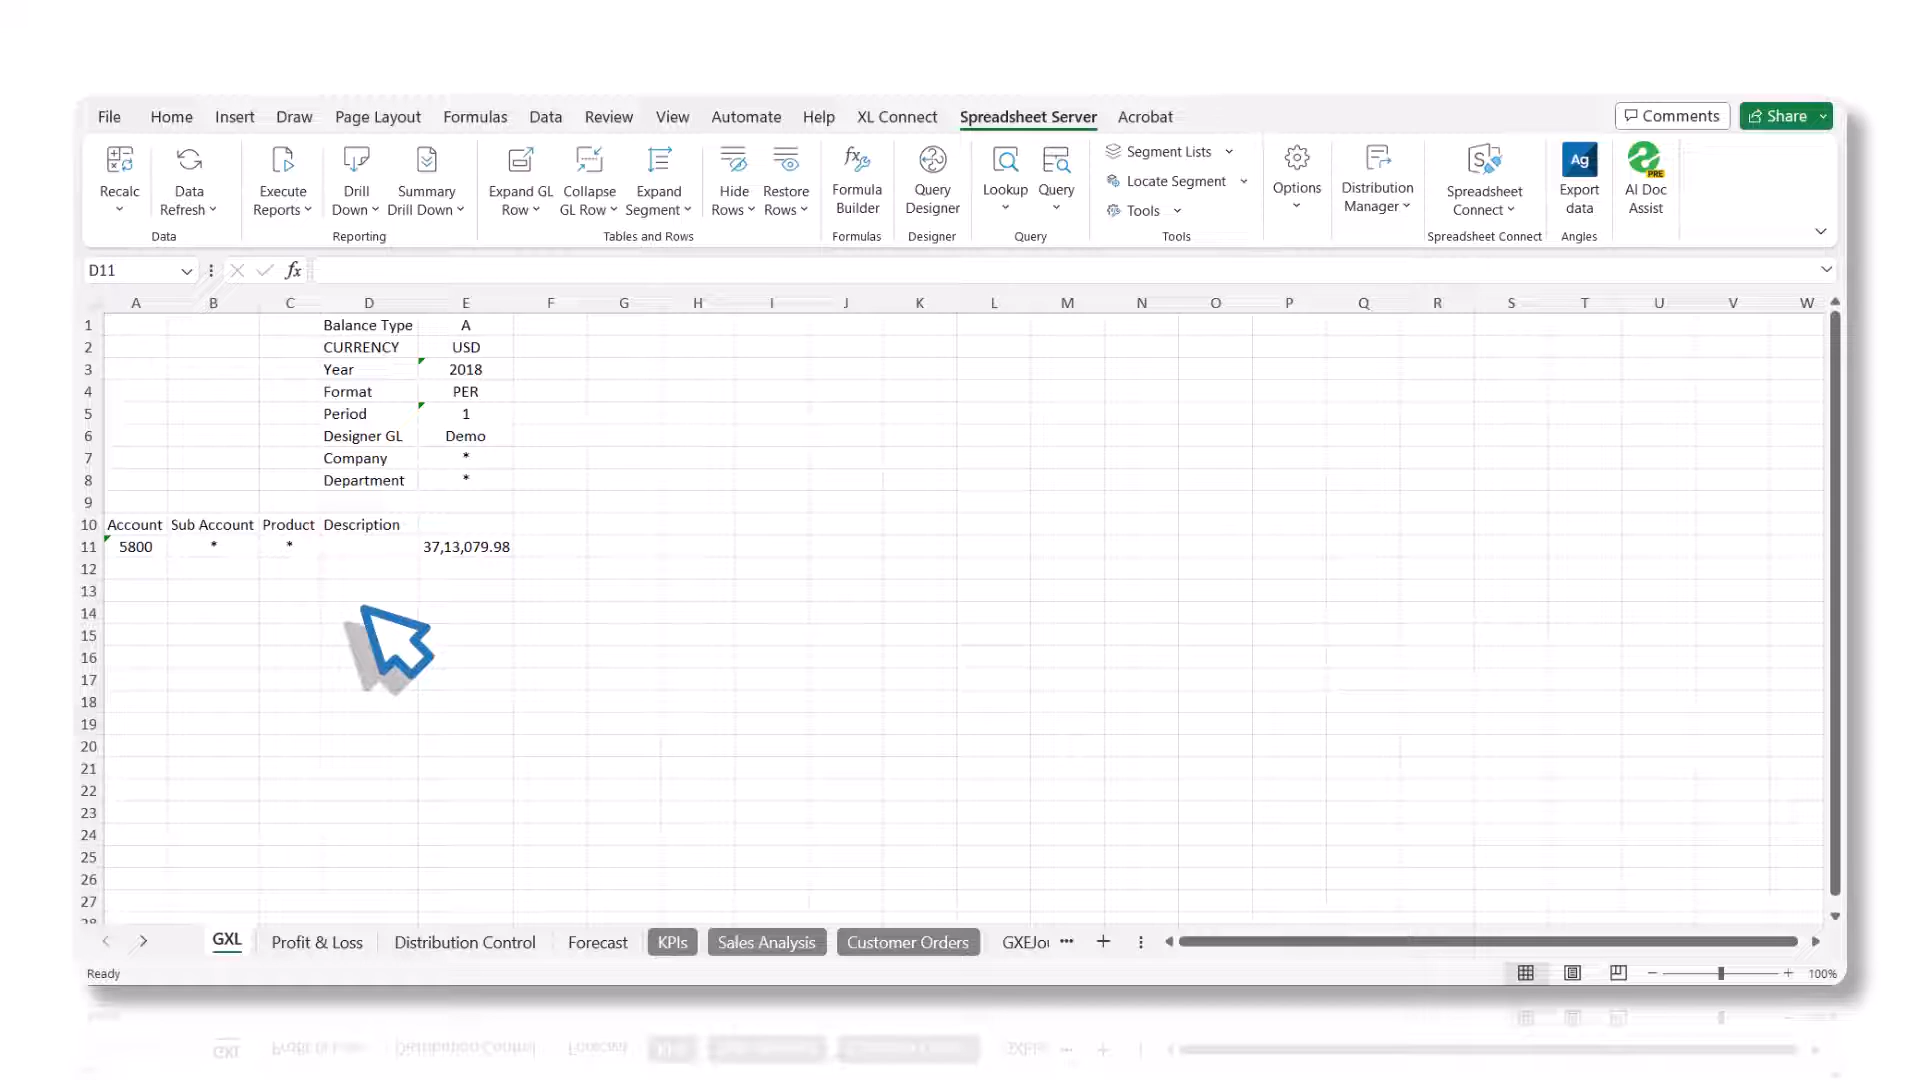 File Home Insert Draw Page Layout Formulas Data Review View Automate Help XL Connect Spreadsheet Server Acrobat Comments Share
Recalc
Data
Refresh
Execute
Reports
Drill
Down
Summary
Drill Down
Expand GL
Row
Collapse
GL Row
Expand
Segment
Hide
Rows
Restore
Rows
fx
Formula
Builder
Query
Designer
Lookup
Query
Segment Lists
Locate Segment
Tools
Options
Distribution
Manager
Spreadsheet
Connect
Ag
Export
data
PRE
AI Doc
Assist
Data Reporting Tables and Rows Formulas Designer Query Tools Spreadsheet Connect Angles
D11 fx
A B C D E F G H I J K L M N O P Q R S T U V W
1 Balance Type A
2 CURRENCY USD
3 Year 2018
4 Format PER
5 Period 1
6 Designer GL Demo
7 Company *
8 Department *
9
10 Account Sub Account Product Description
11 5800 * * 37,13,079.98
12
13
14
15
16
17
18
19
20
21
22
23
24
25
26
27
28
GXL Profit & Loss Distribution Control Forecast KPIs Sales Analysis Customer Orders GXEJou ••• +
Ready 100%